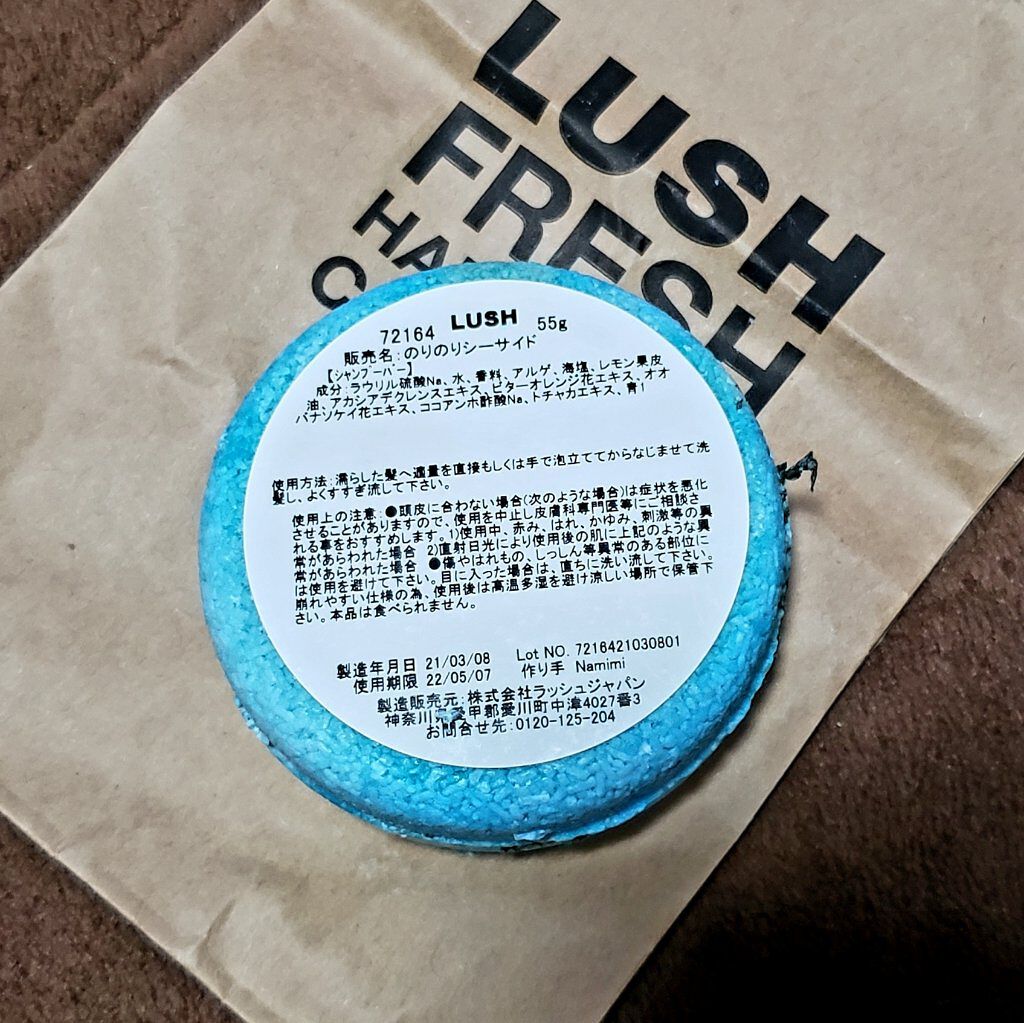 LUSH
FRESH
HA
72164 LUSH 55g
販売名:のりのりシーサイド
【シャンプーバー】
成分:ラウリル硫酸Na、水、香料、アルゲ、海塩、レモン果皮
油、アカシアデクレンスエキス、ビターオレンジ花エキス、オオ
バナソケイ花エキス、ココアンホ酢酸Na、トチャカエキス、青1
使用方法:濡らした髪へ適量を直接もしくは手で泡立ててからなじませて洗
髪し、よくすすぎ流して下さい。
使用上の注意:●頭皮に合わない場合(次のような場合)は症状を悪化
させることがありますので、使用を中止し皮膚科専門医等にご相談さ
れる事をおすすめします。1)使用中、赤み、はれ、かゆみ、刺激等の異
常があらわれた場合 2)直射日光により使用後の肌に上記のような異
常があらわれた場合 ●傷やはれもの、しっしん等異常のある部位に
は使用を避けて下さい。目に入った場合は、直ちに洗い流して下さい。
崩れやすい仕様の為、使用後は高温多湿を避け涼しい場所で保管下
さい。本品は食べられません。
製造年月日 21/03/08 Lot NO. 7216421030801
使用期限 22/05/07 作り手 Namimi
製造販売元:株式会社ラッシュジャパン
神奈川県愛甲郡愛川町中津4027番3
お問合せ先:0120-125-204